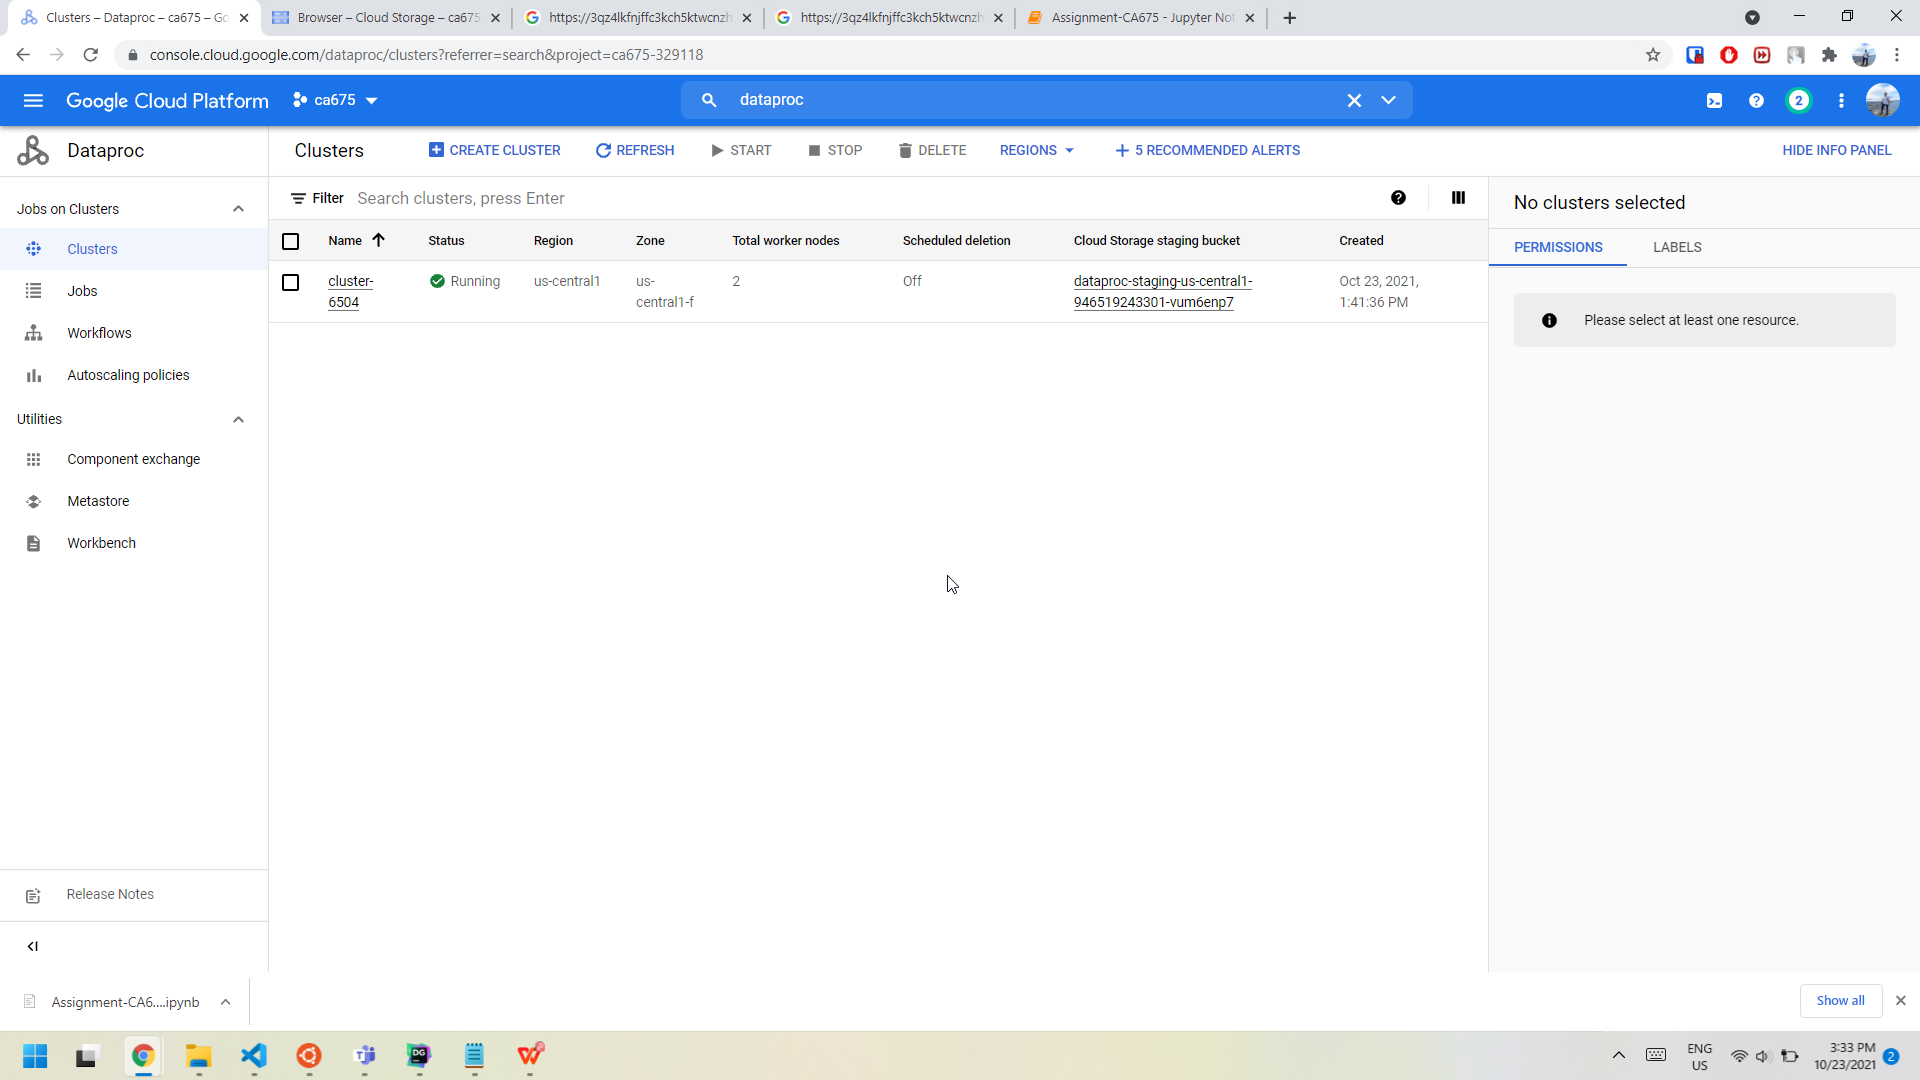 Clusters – Dataproc – ca675 – Go
Browser – Cloud Storage – ca675
https://3qz4lkfnjffc3kch5ktwcnzh
https://3qz4lkfnjffc3kch5ktwcnzh
Assignment-CA675 - Jupyter Not
console.cloud.google.com/dataproc/clusters?referrer=search&project=ca675-329118
Google Cloud Platform
ca675
dataproc
2
Dataproc
Clusters
CREATE CLUSTER
REFRESH
START
STOP
DELETE
REGIONS
5 RECOMMENDED ALERTS
HIDE INFO PANEL
Jobs on Clusters
Clusters
Jobs
Workflows
Autoscaling policies
Utilities
Component exchange
Metastore
Workbench
Release Notes
Filter
Search clusters, press Enter
Name
Status
Region
Zone
Total worker nodes
Scheduled deletion
Cloud Storage staging bucket
Created
cluster-
6504
Running
us-central1
us-
central1-f
2
Off
dataproc-staging-us-central1-
946519243301-vum6enp7
Oct 23, 2021,
1:41:36 PM
No clusters selected
PERMISSIONS
LABELS
Please select at least one resource.
Assignment-CA6....ipynb
Show all
DG
ENG
US
3:33 PM
10/23/2021
2